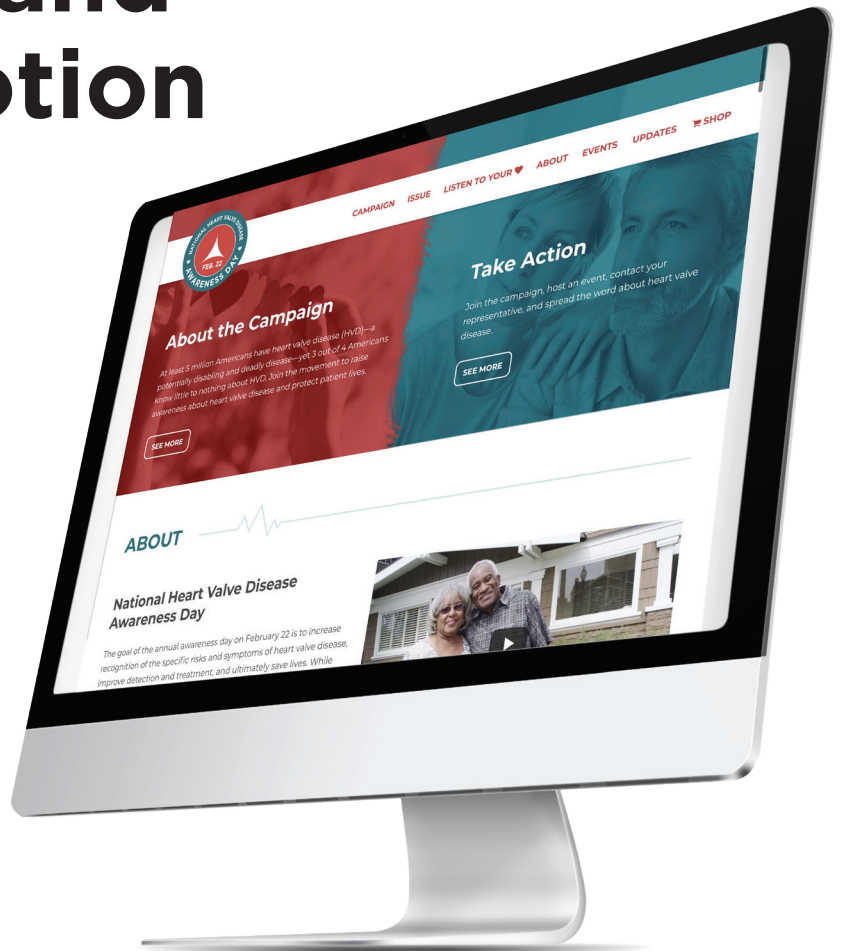 and
ption
CAMPAIGN ISSUE LISTEN TO YOUR ♥ ABOUT EVENTS UPDATES SHOP
NATIONAL HEART VALVE DISEASE
FEB. 22
AWARENESS DAY
About the Campaign
At least 5 million Americans have heart valve disease (HVD)—a
potentially disabling and deadly disease—yet 3 out of 4 Americans
know little to nothing about HVD. Join the movement to raise
awareness about heart valve disease and protect patient lives.
SEE MORE
Take Action
Join the campaign, host an event, contact your
representative, and spread the word about heart valve
disease.
SEE MORE
ABOUT
National Heart Valve Disease
Awareness Day
The goal of the annual awareness day on February 22 is to increase
recognition of the specific risks and symptoms of heart valve disease,
improve detection and treatment, and ultimately save lives. While